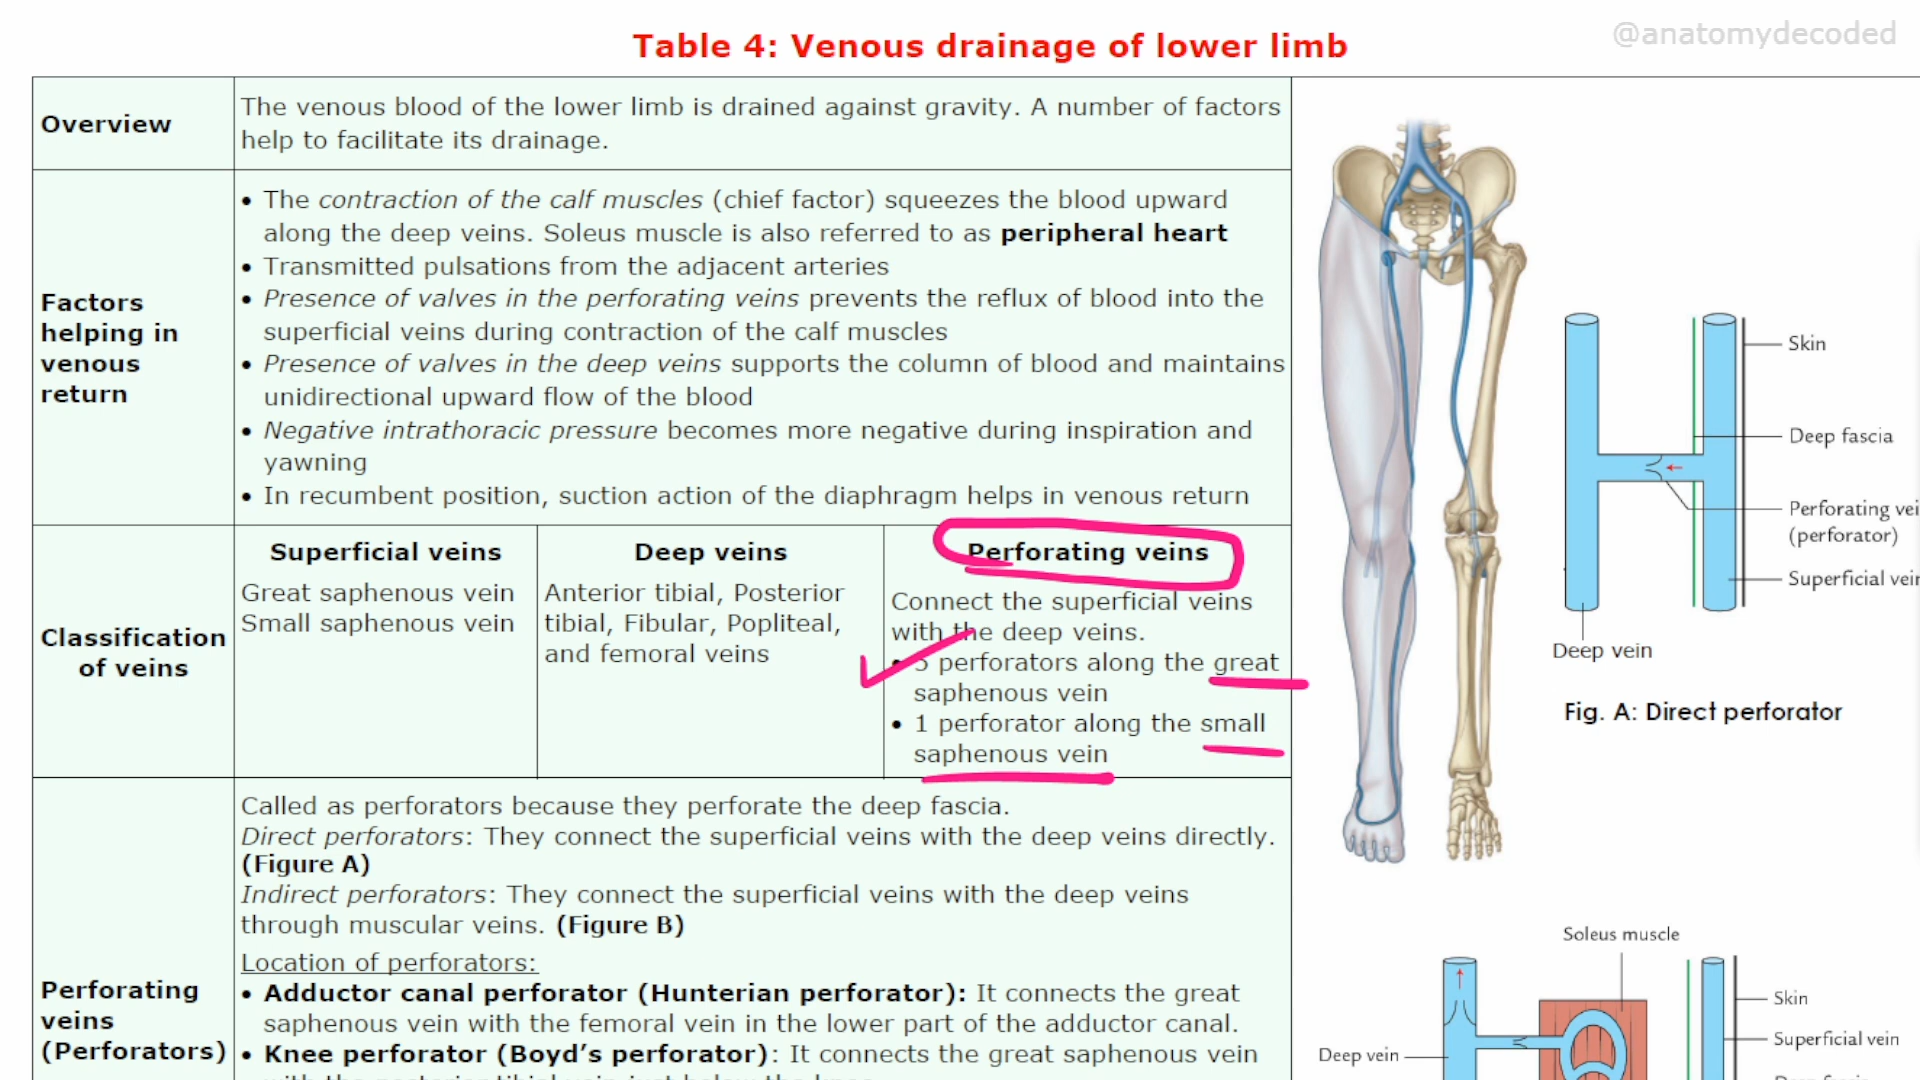 @anatomydecoded
Table 4: Venous drainage of lower limb
Overview
The venous blood of the lower limb is drained against gravity. A number of factors
help to facilitate its drainage.
Factors
helping in
venous
return
• The contraction of the calf muscles (chief factor) squeezes the blood upward
along the deep veins. Soleus muscle is also referred to as peripheral heart
• Transmitted pulsations from the adjacent arteries
• Presence of valves in the perforating veins prevents the reflux of blood into the
superficial veins during contraction of the calf muscles
• Presence of valves in the deep veins supports the column of blood and maintains
unidirectional upward flow of the blood
• Negative intrathoracic pressure becomes more negative during inspiration and
yawning
• In recumbent position, suction action of the diaphragm helps in venous return
Classification
of veins
Superficial veins
Great saphenous vein
Small saphenous vein
Deep veins
Anterior tibial, Posterior
tibial, Fibular, Popliteal,
and femoral veins
Perforating veins
Connect the superficial veins
with the deep veins.
• 5 perforators along the great
saphenous vein
• 1 perforator along the small
saphenous vein
Perforating
veins
(Perforators)
Called as perforators because they perforate the deep fascia.
Direct perforators: They connect the superficial veins with the deep veins directly.
(Figure A)
Indirect perforators: They connect the superficial veins with the deep veins
through muscular veins. (Figure B)
Location of perforators:
• Adductor canal perforator (Hunterian perforator): It connects the great
saphenous vein with the femoral vein in the lower part of the adductor canal.
• Knee perforator (Boyd’s perforator): It connects the great saphenous vein
Skin
Deep fascia
Perforating vei
(perforator)
Superficial vein
Deep vein
Fig. A: Direct perforator
Soleus muscle
Skin
Superficial vein
Deep vein